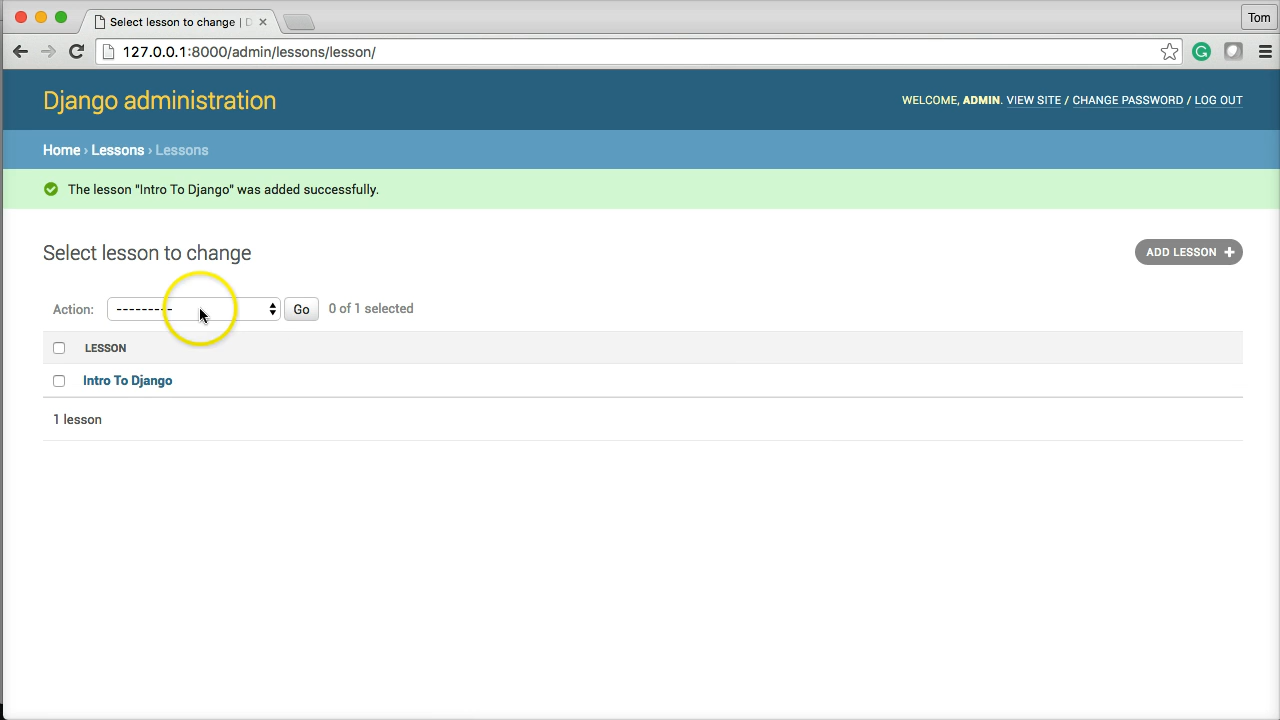 Select lesson to change | D
Tom
127.0.0.1:8000/admin/lessons/lesson/
Django administration
WELCOME, ADMIN. VIEW SITE / CHANGE PASSWORD / LOG OUT
Home › Lessons › Lessons
The lesson "Intro To Django" was added successfully.
Select lesson to change
ADD LESSON +
Action: --------- Go 0 of 1 selected
LESSON
Intro To Django
1 lesson